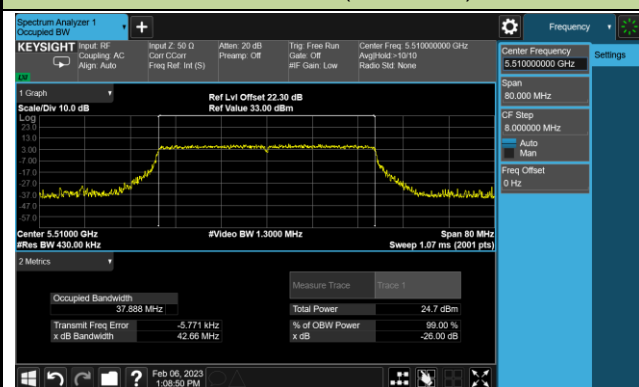 Spectrum Analyzer 1
Occupied BW
Frequency
KEYSIGHT
Input: RF
Coupling: AC
Align: Auto
Input Z: 50 Ω
Corr CCorr
Freq Ref: Int (S)
Atten: 20 dB
Preamp: Off
Trig: Free Run
Gate: Off
#IF Gain: Low
Center Freq: 5.510000000 GHz
Avg|Hold:>10/10
Radio Std: None
Center Frequency
5.510000000 GHz
Settings
Span
80.000 MHz
CF Step
8.000000 MHz
Auto
Man
Freq Offset
0 Hz
1 Graph
Scale/Div 10.0 dB
Ref Lvl Offset 22.30 dB
Ref Value 33.00 dBm
Log
23.0
13.0
3.00
-7.00
-17.0
-27.0
-37.0
-47.0
-57.0
Center 5.51000 GHz
#Video BW 1.3000 MHz
Span 80 MHz
#Res BW 430.00 kHz
Sweep 1.07 ms (2001 pts)
2 Metrics
Measure Trace
Trace 1
Occupied Bandwidth
37.888 MHz
Total Power
24.7 dBm
Transmit Freq Error
-5.771 kHz
% of OBW Power
99.00 %
x dB Bandwidth
42.66 MHz
x dB
-26.00 dB
Feb 06, 2023
1:08:50 PM